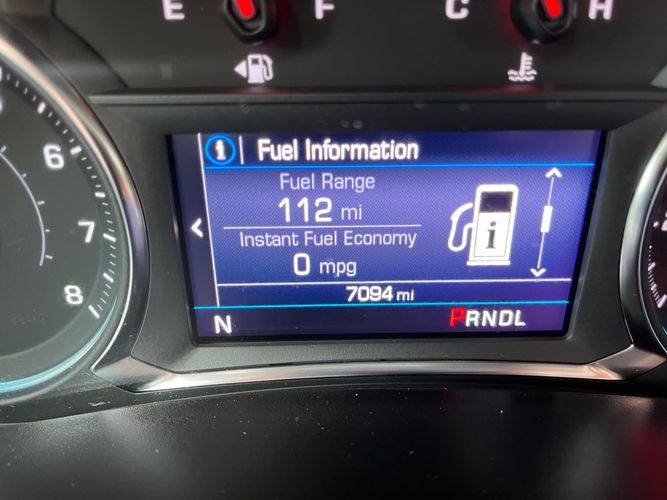 E F C H
i Fuel Information
Fuel Range
112 mi
Instant Fuel Economy
0 mpg
i
7094 mi
N PRNDL
6
7
8